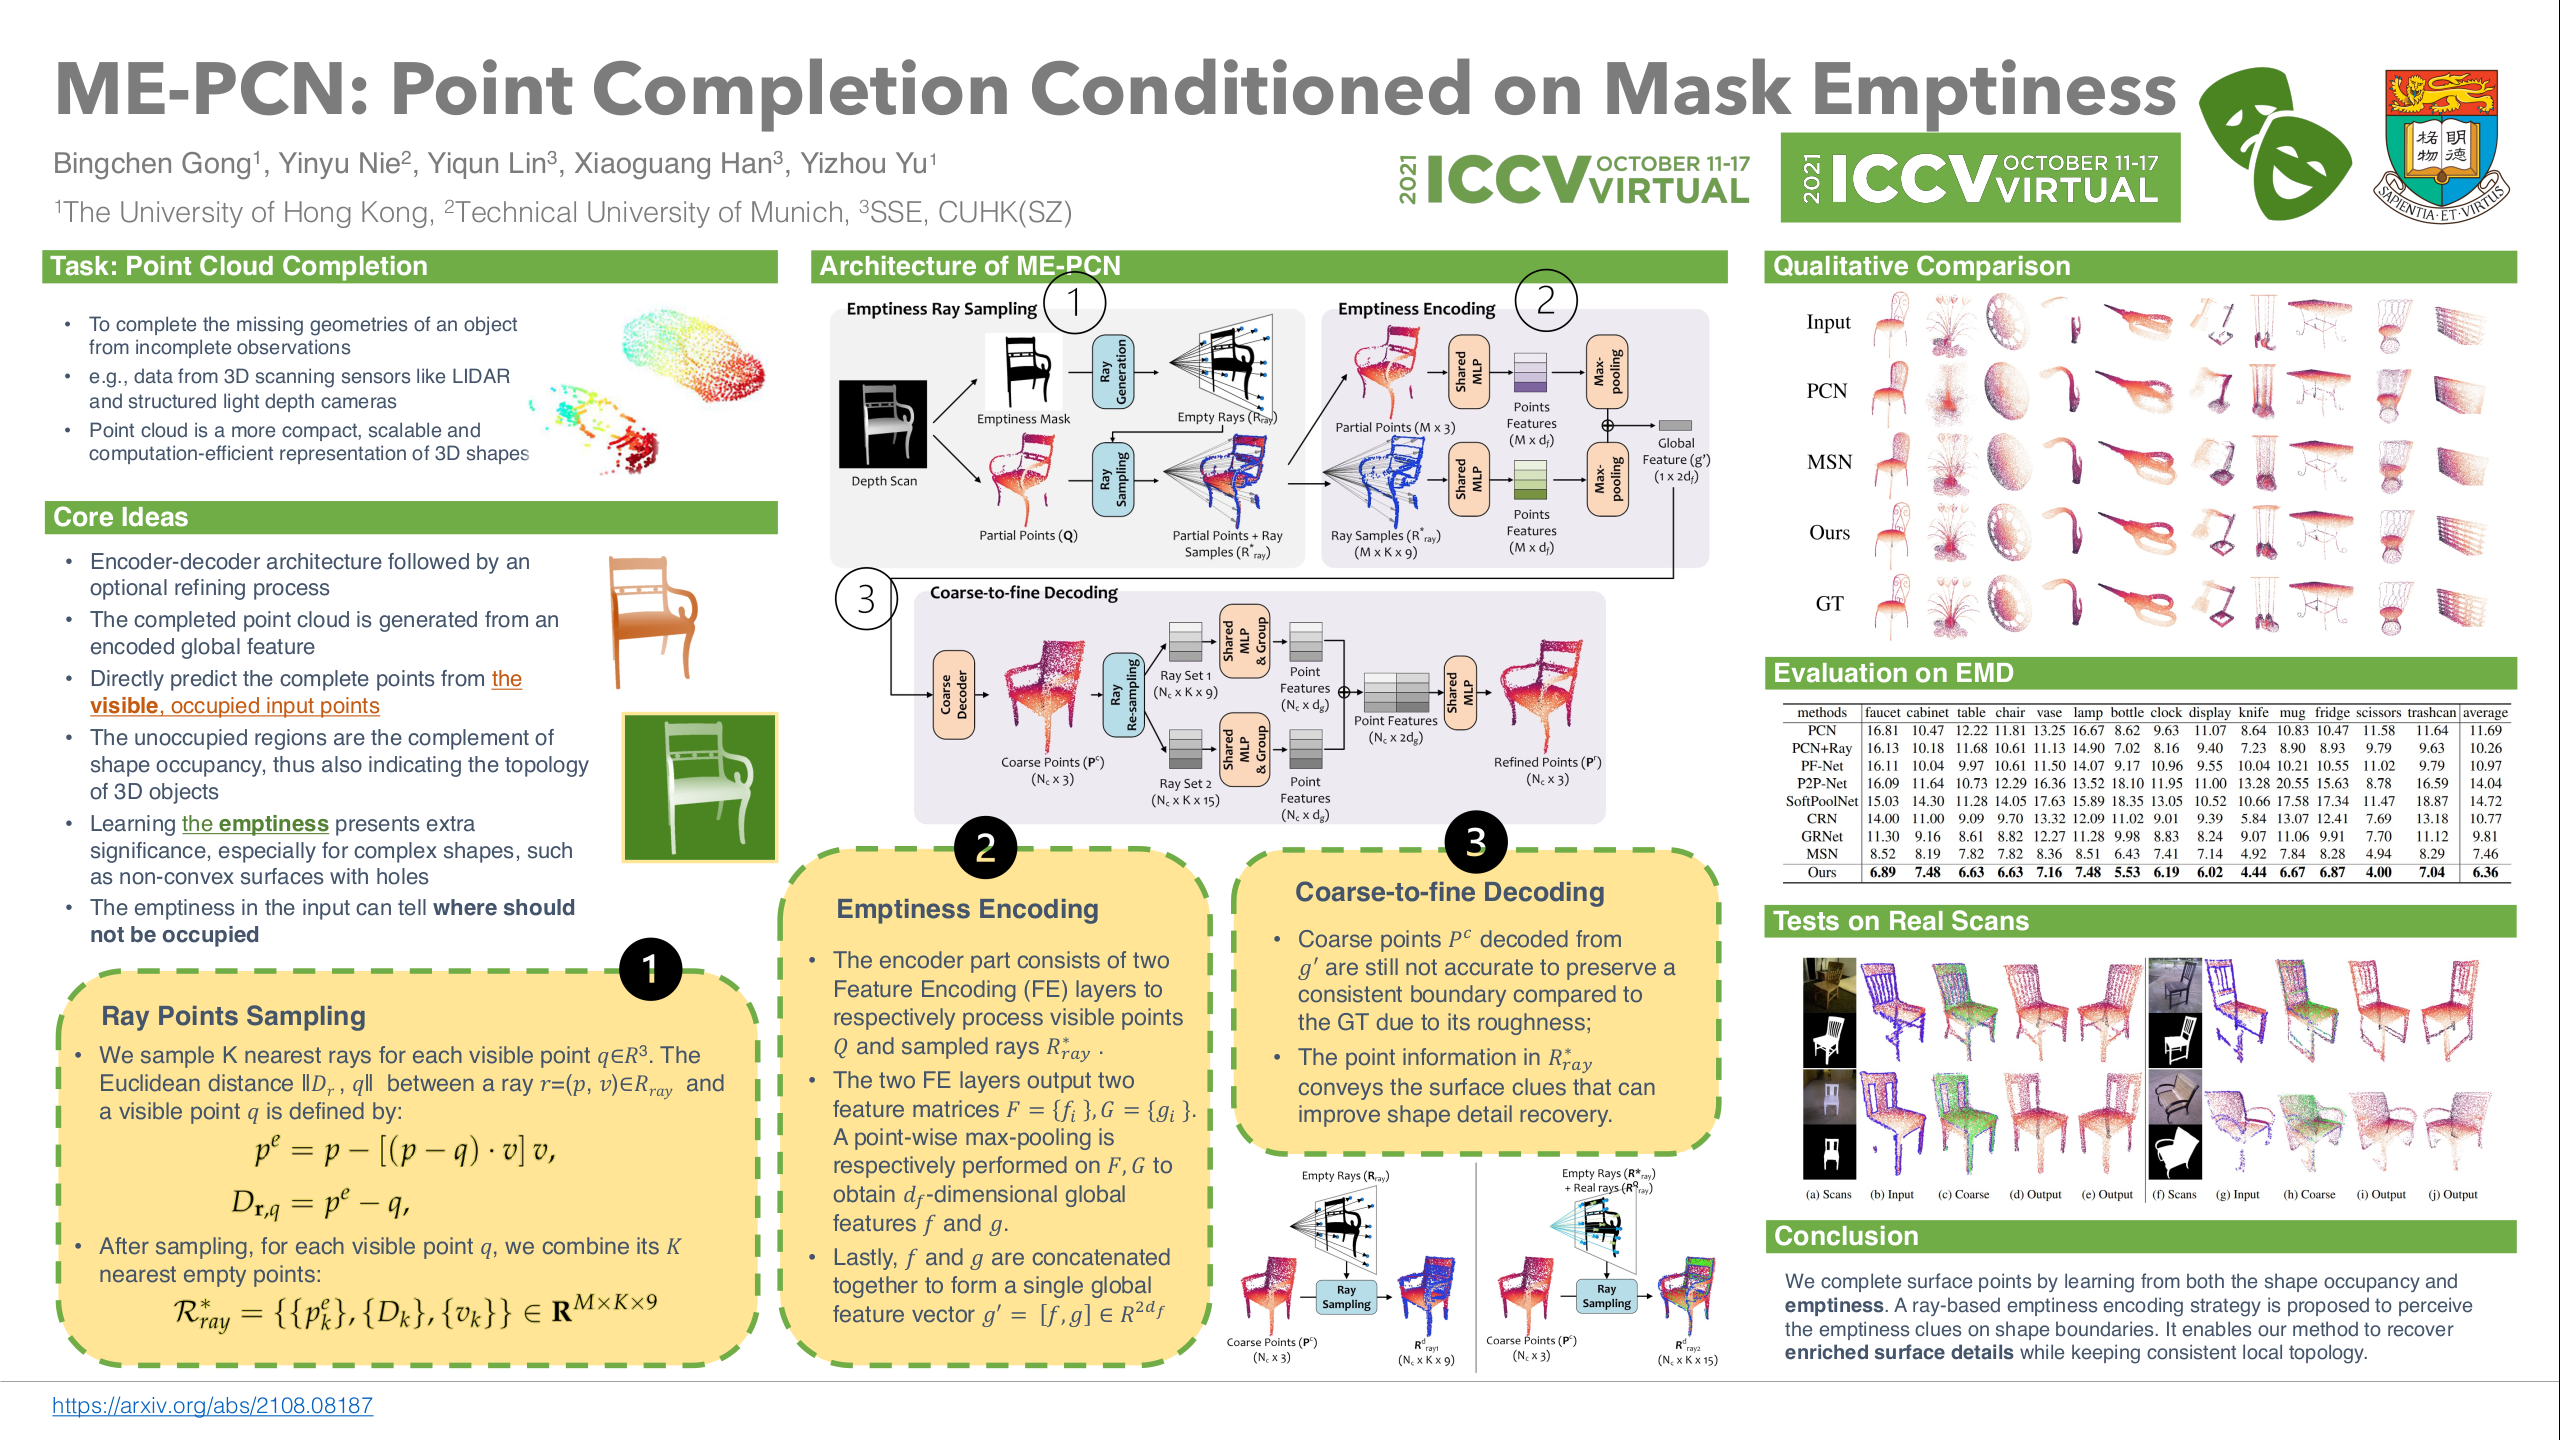 ME-PCN: Point Completion Conditioned on Mask Emptiness
Bingchen Gong¹, Yinyu Nie², Yiqun Lin³, Xiaoguang Han³, Yizhou Yu¹
¹The University of Hong Kong, ²Technical University of Munich, ³SSE, CUHK(SZ)
2021 ICCV OCTOBER 11-17 VIRTUAL
2021 ICCV OCTOBER 11-17 VIRTUAL
明德
格物
SAPIENTIA·ET·VIRTUS
Task: Point Cloud Completion
• To complete the missing geometries of an object
from incomplete observations
• e.g., data from 3D scanning sensors like LIDAR
and structured light depth cameras
• Point cloud is a more compact, scalable and
computation-efficient representation of 3D shapes
Core Ideas
• Encoder-decoder architecture followed by an
optional refining process
• The completed point cloud is generated from an
encoded global feature
• Directly predict the complete points from the
visible, occupied input points
• The unoccupied regions are the complement of
shape occupancy, thus also indicating the topology
of 3D objects
• Learning the emptiness presents extra
significance, especially for complex shapes, such
as non-convex surfaces with holes
• The emptiness in the input can tell where should
not be occupied
1
Ray Points Sampling
• We sample K nearest rays for each visible point q∈R³. The
Euclidean distance ‖D_r , q‖ between a ray r=(p, v)∈R_ray and
a visible point q is defined by:
p^e = p − [(p − q) · v] v,
D_r,q = p^e − q,
• After sampling, for each visible point q, we combine its K
nearest empty points:
R*_ray = {{p^e_k}, {D_k}, {v_k}} ∈ R^M×K×9
Architecture of ME-PCN
Emptiness Ray Sampling
1
Depth Scan
Emptiness Mask
Ray Generation
Empty Rays (R_ray)
Partial Points (Q)
Ray Sampling
Partial Points + Ray
Samples (R*_ray)
Emptiness Encoding
2
Partial Points (M x 3)
Shared MLP
Points
Features
(M x d_f)
Max-pooling
Ray Samples (R*_ray)
(M x K x 9)
Shared MLP
Points
Features
(M x d_f)
Max-pooling
Global
Feature (g')
(1 x 2d_f)
3
Coarse-to-fine Decoding
Coarse Decoder
Coarse Points (P^c)
(N_c x 3)
Ray Re-sampling
Ray Set 1
(N_c x K x 9)
Shared MLP & Group
Point
Features
(N_c x d_g)
Ray Set 2
(N_c x K x 15)
Shared MLP & Group
Point
Features
(N_c x d_g)
Point Features
(N_c x 2d_g)
Shared MLP
Refined Points (P^r)
(N_c x 3)
2
Emptiness Encoding
• The encoder part consists of two
Feature Encoding (FE) layers to
respectively process visible points
Q and sampled rays R*_ray .
• The two FE layers output two
feature matrices F = {f_i }, G = {g_i }.
A point-wise max-pooling is
respectively performed on F, G to
obtain d_f-dimensional global
features f and g.
• Lastly, f and g are concatenated
together to form a single global
feature vector g′ = [f, g] ∈ R^2d_f
3
Coarse-to-fine Decoding
• Coarse points P^c decoded from
g′ are still not accurate to preserve a
consistent boundary compared to
the GT due to its roughness;
• The point information in R*_ray
conveys the surface clues that can
improve shape detail recovery.
Empty Rays (R_ray)
Ray Sampling
Coarse Points (P^c)
(N_c x 3)
R^d_ray1
(N_c x K x 9)
Empty Rays (R*_ray)
+ Real rays (R^Q_ray)
Ray Sampling
Coarse Points (P^c)
(N_c x 3)
R^d_ray2
(N_c x K x 15)
Qualitative Comparison
Input
PCN
MSN
Ours
GT
Evaluation on EMD
methods faucet cabinet table chair vase lamp bottle clock display knife mug fridge scissors trashcan average
PCN 16.81 10.47 12.22 11.81 13.25 16.67 8.62 9.63 11.07 8.64 10.83 10.47 11.58 11.64 11.69
PCN+Ray 16.13 10.18 11.68 10.61 11.13 14.90 7.02 8.16 9.40 7.23 8.90 8.93 9.79 9.63 10.26
PF-Net 16.11 10.04 9.97 10.61 11.50 14.07 9.17 10.96 9.55 10.04 10.21 10.55 11.02 9.79 10.97
P2P-Net 16.09 11.64 10.73 12.29 16.36 13.52 18.10 11.95 11.00 13.28 20.55 15.63 8.78 16.59 14.04
SoftPoolNet 15.03 14.30 11.28 14.05 17.63 15.89 18.35 13.05 10.52 10.66 17.58 17.34 11.47 18.87 14.72
CRN 14.00 11.00 9.09 9.70 13.32 12.09 11.02 9.01 9.39 5.84 13.07 12.41 7.69 13.18 10.77
GRNet 11.30 9.16 8.61 8.82 12.27 11.28 9.98 8.83 8.24 9.07 11.06 9.91 7.70 11.12 9.81
MSN 8.52 8.19 7.82 7.82 8.36 8.51 6.43 7.41 7.14 4.92 7.84 8.28 4.94 8.29 7.46
Ours 6.89 7.48 6.63 6.63 7.16 7.48 5.53 6.19 6.02 4.44 6.67 6.87 4.00 7.04 6.36
Tests on Real Scans
(a) Scans (b) Input (c) Coarse (d) Output (e) Output (f) Scans (g) Input (h) Coarse (i) Output (j) Output
Conclusion
We complete surface points by learning from both the shape occupancy and
emptiness. A ray-based emptiness encoding strategy is proposed to perceive
the emptiness clues on shape boundaries. It enables our method to recover
enriched surface details while keeping consistent local topology.
https://arxiv.org/abs/2108.08187